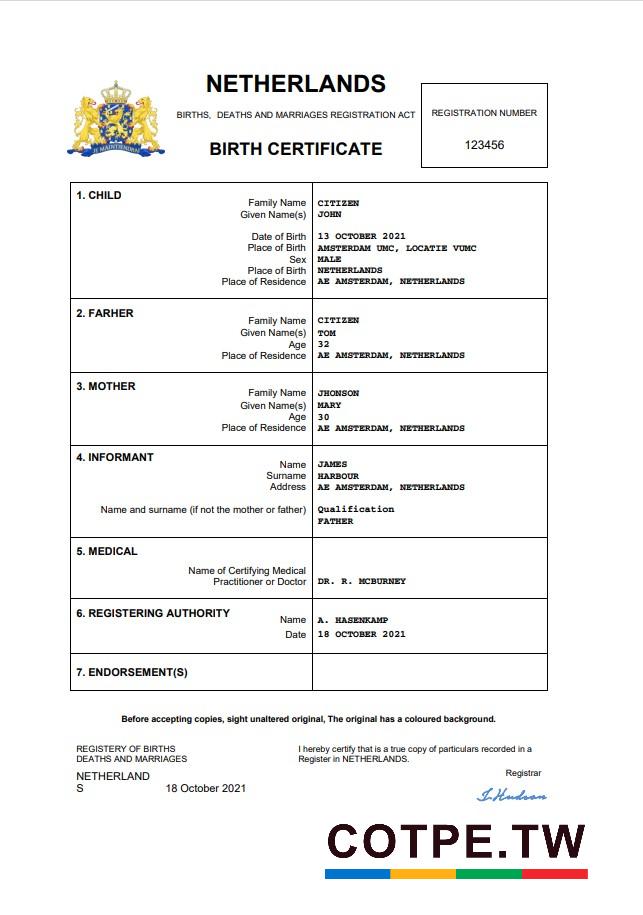 NETHERLANDS
BIRTHS, DEATHS AND MARRIAGES REGISTRATION ACT
BIRTH CERTIFICATE
REGISTRATION NUMBER
123456
JE MAINTIENDRAI
1. CHILD
Family Name CITIZEN
Given Name(s) JOHN
Date of Birth 13 OCTOBER 2021
Place of Birth AMSTERDAM UMC, LOCATIE VUMC
Sex MALE
Place of Birth NETHERLANDS
Place of Residence AE AMSTERDAM, NETHERLANDS
2. FARHER
Family Name CITIZEN
Given Name(s) TOM
Age 32
Place of Residence AE AMSTERDAM, NETHERLANDS
3. MOTHER
Family Name JHONSON
Given Name(s) MARY
Age 30
Place of Residence AE AMSTERDAM, NETHERLANDS
4. INFORMANT
Name JAMES
Surname HARBOUR
Address AE AMSTERDAM, NETHERLANDS
Name and surname (if not the mother or father) Qualification
FATHER
5. MEDICAL
Name of Certifying Medical
Practitioner or Doctor DR. R. MCBURNEY
6. REGISTERING AUTHORITY
Name A. HASENKAMP
Date 18 OCTOBER 2021
7. ENDORSEMENT(S)
Before accepting copies, sight unaltered original, The original has a coloured background.
REGISTERY OF BIRTHS
DEATHS AND MARRIAGES
NETHERLAND
S 18 October 2021
I hereby certify that is a true copy of particulars recorded in a
Register in NETHERLANDS.
Registrar
J. Hudson
COTPE.TW